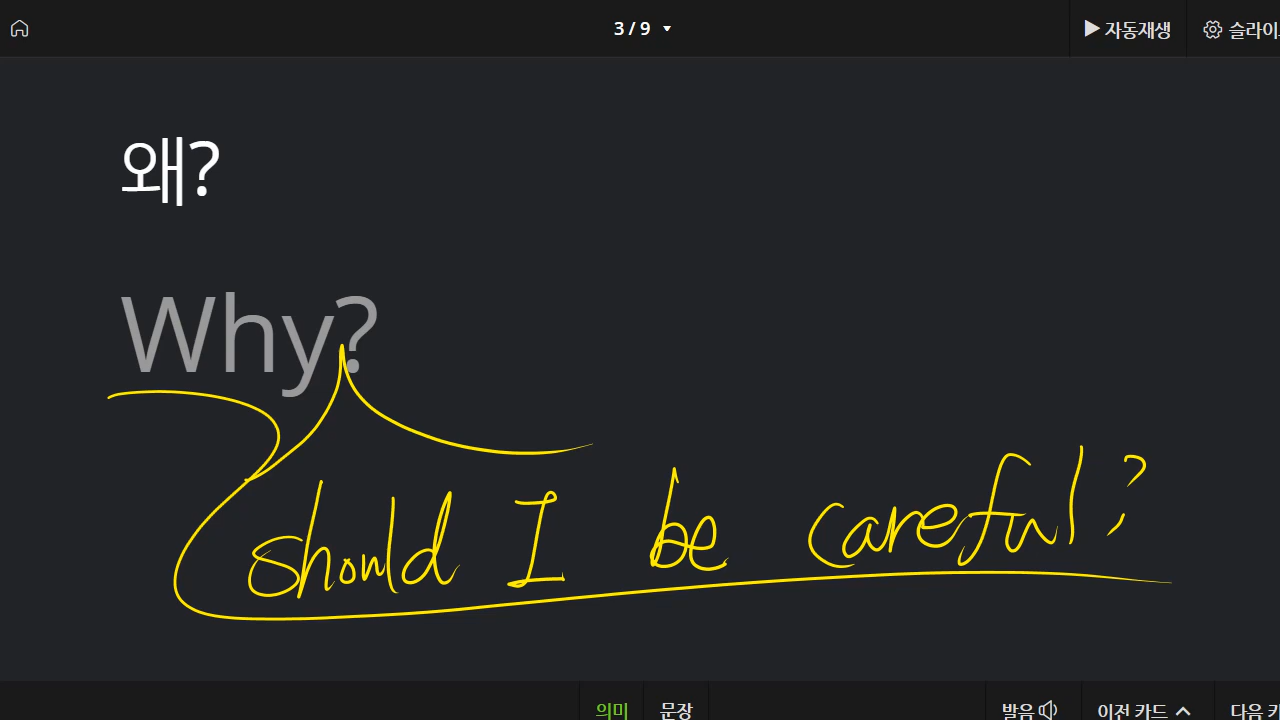 3 / 9
▶ 자동재생
슬라이
왜?
Why?
should I be careful?
의미
문장
발음
이전 카드
다음